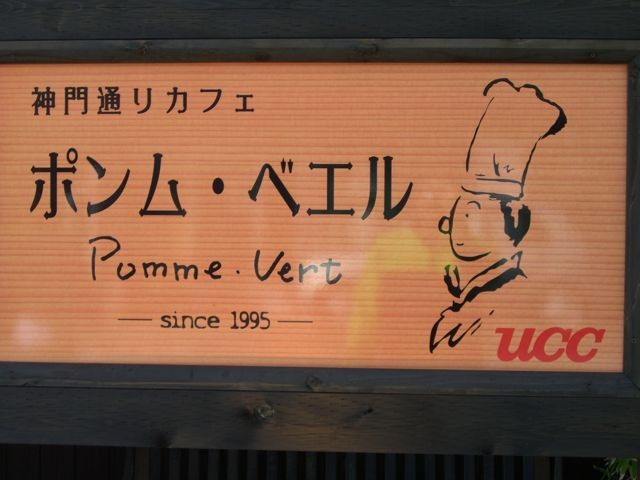 神門通りカフェ
ポンム・ベエル
Pomme.Vert
since 1995
UCC